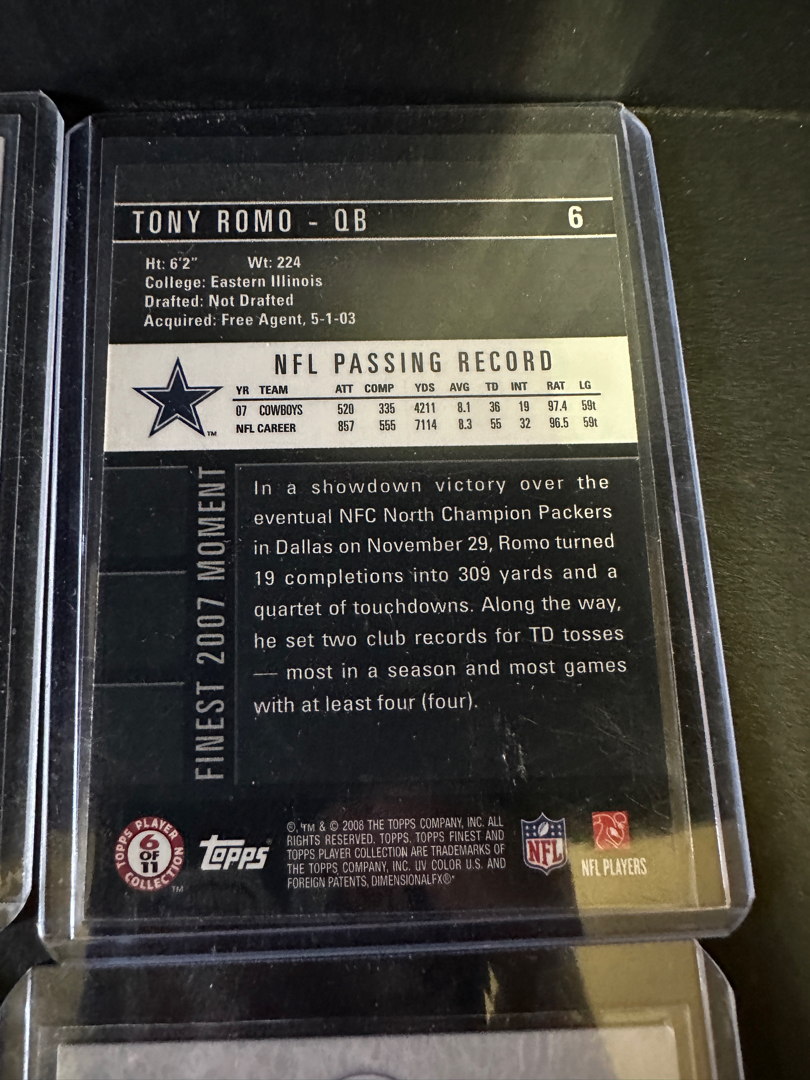 TONY ROMO - QB 6
Ht: 6'2" Wt: 224
College: Eastern Illinois
Drafted: Not Drafted
Acquired: Free Agent, 5-1-03
NFL PASSING RECORD
YR TEAM ATT COMP YDS AVG TD INT RAT LG
07 COWBOYS 520 335 4211 8.1 36 19 97.4 59t
NFL CAREER 857 555 7114 8.3 55 32 96.5 59t
TM
FINEST 2007 MOMENT
In a showdown victory over the
eventual NFC North Champion Packers
in Dallas on November 29, Romo turned
19 completions into 309 yards and a
quartet of touchdowns. Along the way,
he set two club records for TD tosses
— most in a season and most games
with at least four (four).
TOPPS PLAYER COLLECTION
6
OF
11
TM
Topps
®, TM & © 2008 THE TOPPS COMPANY, INC. ALL
RIGHTS RESERVED. TOPPS. TOPPS FINEST AND
TOPPS PLAYER COLLECTION ARE TRADEMARKS OF
THE TOPPS COMPANY, INC. UV COLOR U.S. AND
FOREIGN PATENTS, DIMENSIONALFX®
NFL
NFL PLAYERS